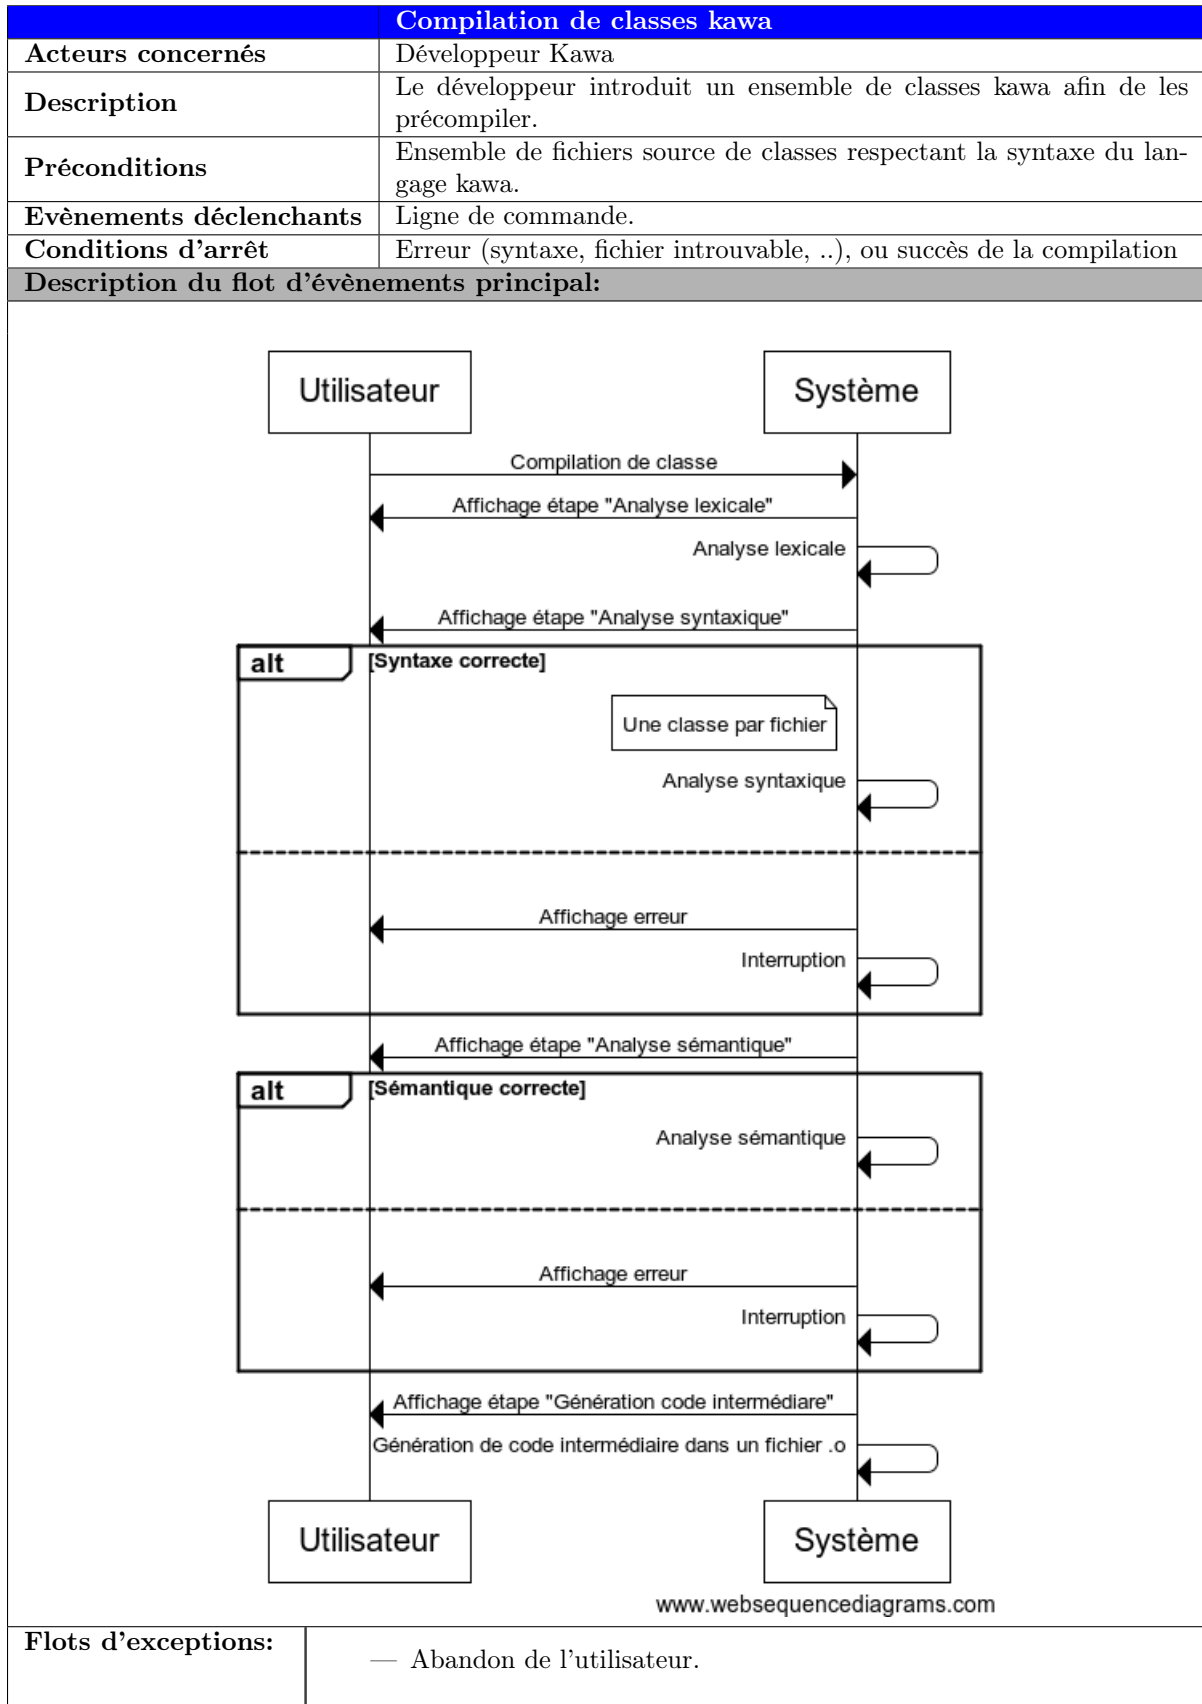 Compilation de classes kawa
Acteurs concernés
Développeur Kawa
Description
Le développeur introduit un ensemble de classes kawa afin de les
précompiler.
Préconditions
Ensemble de fichiers source de classes respectant la syntaxe du lan-
gage kawa.
Evènements déclenchants
Ligne de commande.
Conditions d'arrêt
Erreur (syntaxe, fichier introuvable, ..), ou succès de la compilation
Description du flot d'évènements principal:
Utilisateur
Système
Compilation de classe
Affichage étape "Analyse lexicale"
Analyse lexicale
Affichage étape "Analyse syntaxique"
alt
[Syntaxe correcte]
Une classe par fichier
Analyse syntaxique
Affichage erreur
Interruption
Affichage étape "Analyse sémantique"
alt
[Sémantique correcte]
Analyse sémantique
Affichage erreur
Interruption
Affichage étape "Génération code intermédiare"
Génération de code intermédiaire dans un fichier .o
Utilisateur
Système
www.websequencediagrams.com
Flots d'exceptions:
— Abandon de l'utilisateur.